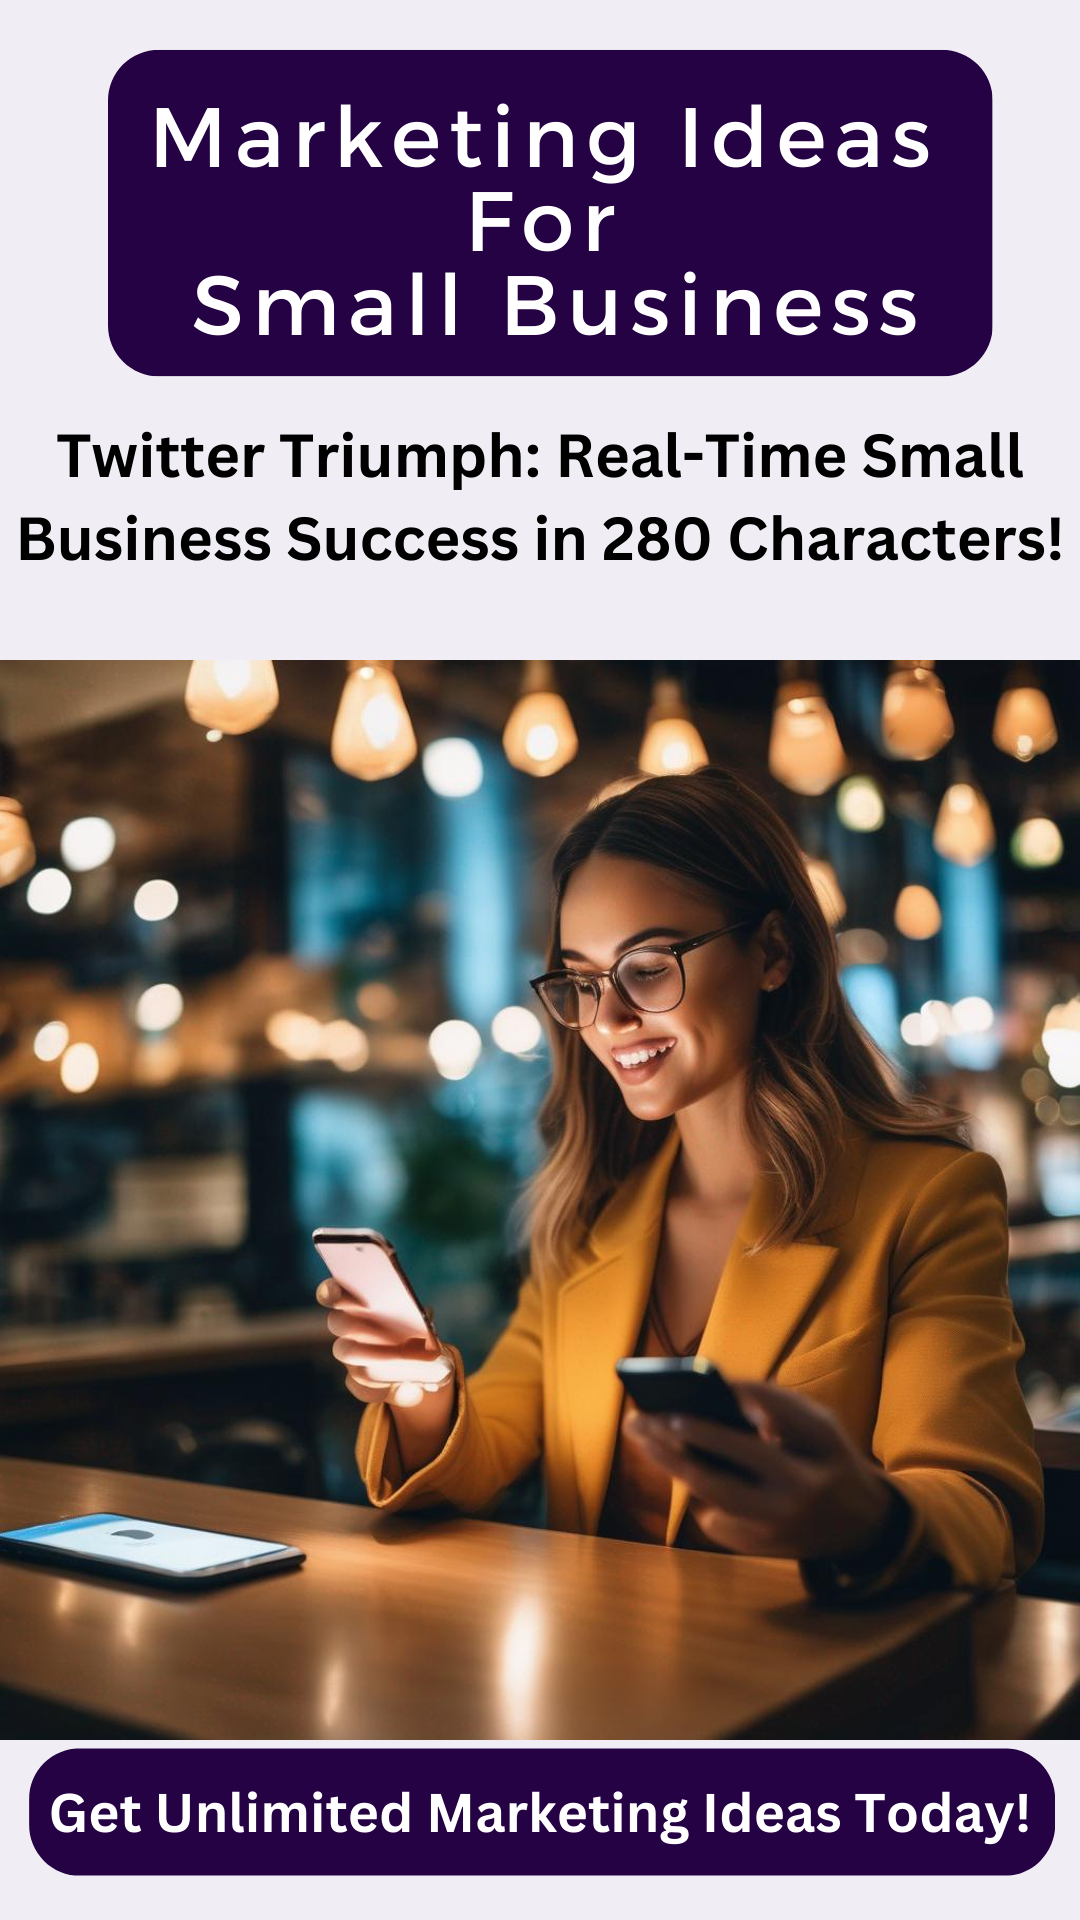 Marketing Ideas
For
Small Business
Twitter Triumph: Real-Time Small
Business Success in 280 Characters!
Get Unlimited Marketing Ideas Today!